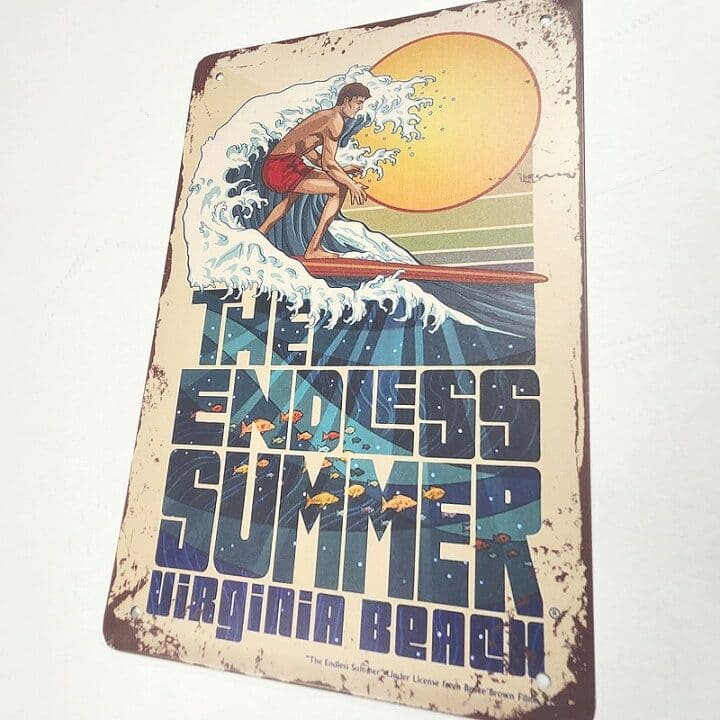 THE
ENDLESS
SUMMER®
VIRGINIA BEACH
"The Endless Summer" Under License from Bruce Brown Films